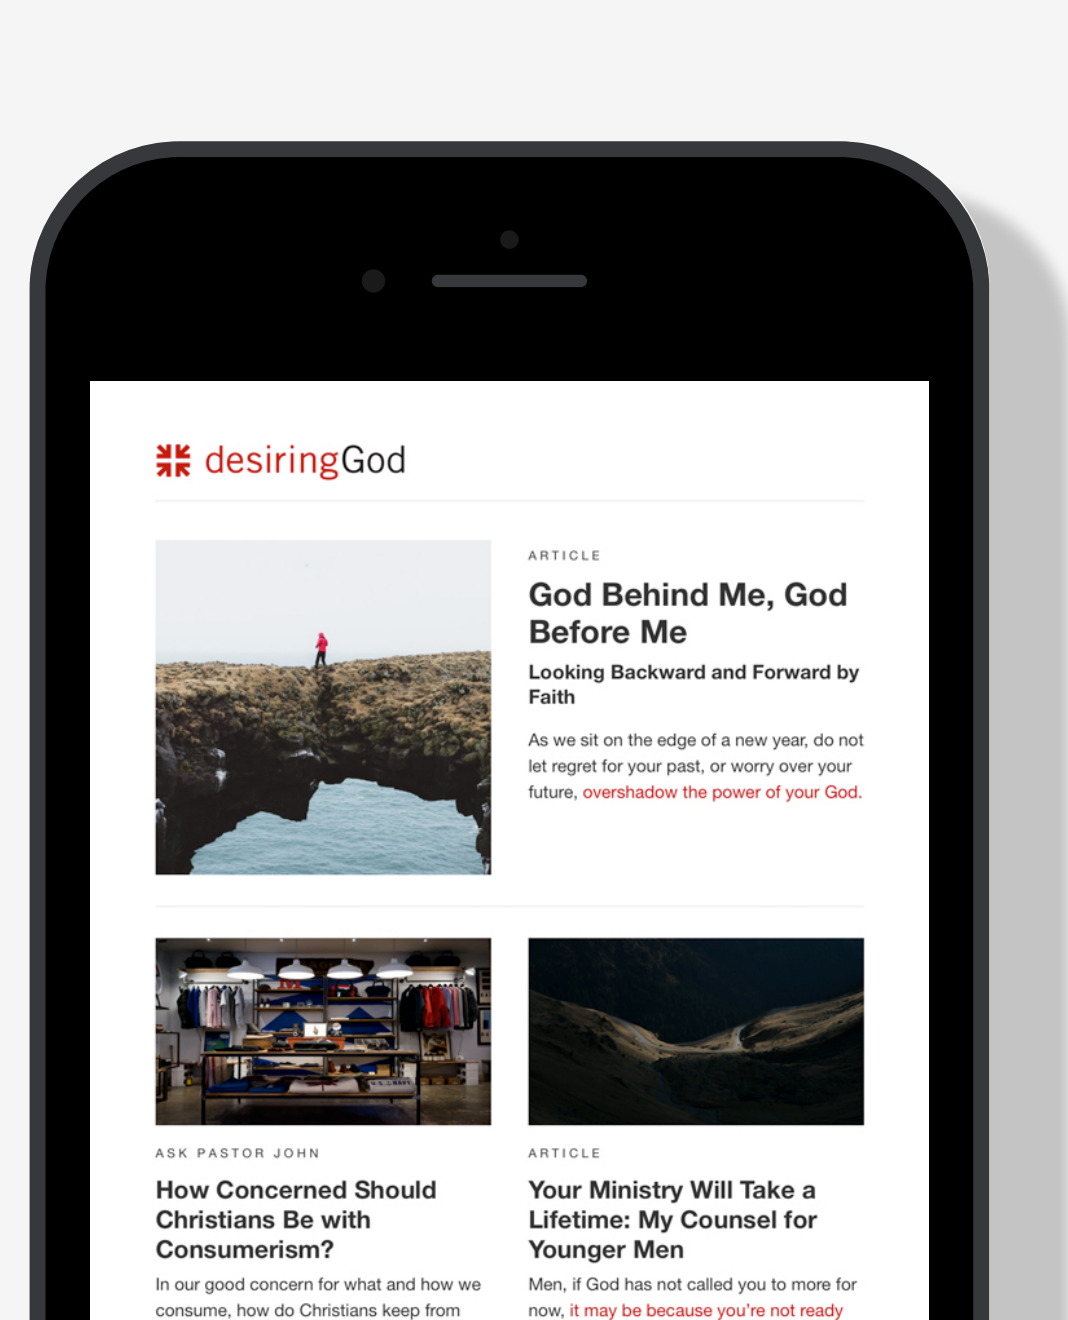 desiringGod
ARTICLE
God Behind Me, God
Before Me
Looking Backward and Forward by
Faith
As we sit on the edge of a new year, do not
let regret for your past, or worry over your
future, overshadow the power of your God.
U.S. NAVY
ASK PASTOR JOHN
How Concerned Should
Christians Be with
Consumerism?
In our good concern for what and how we
consume, how do Christians keep from
ARTICLE
Your Ministry Will Take a
Lifetime: My Counsel for
Younger Men
Men, if God has not called you to more for
now, it may be because you’re not ready